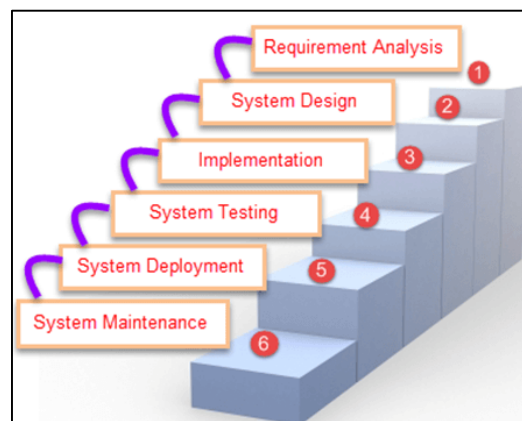 Requirement Analysis
1
System Design
2
Implementation
3
System Testing
4
System Deployment
5
System Maintenance
6